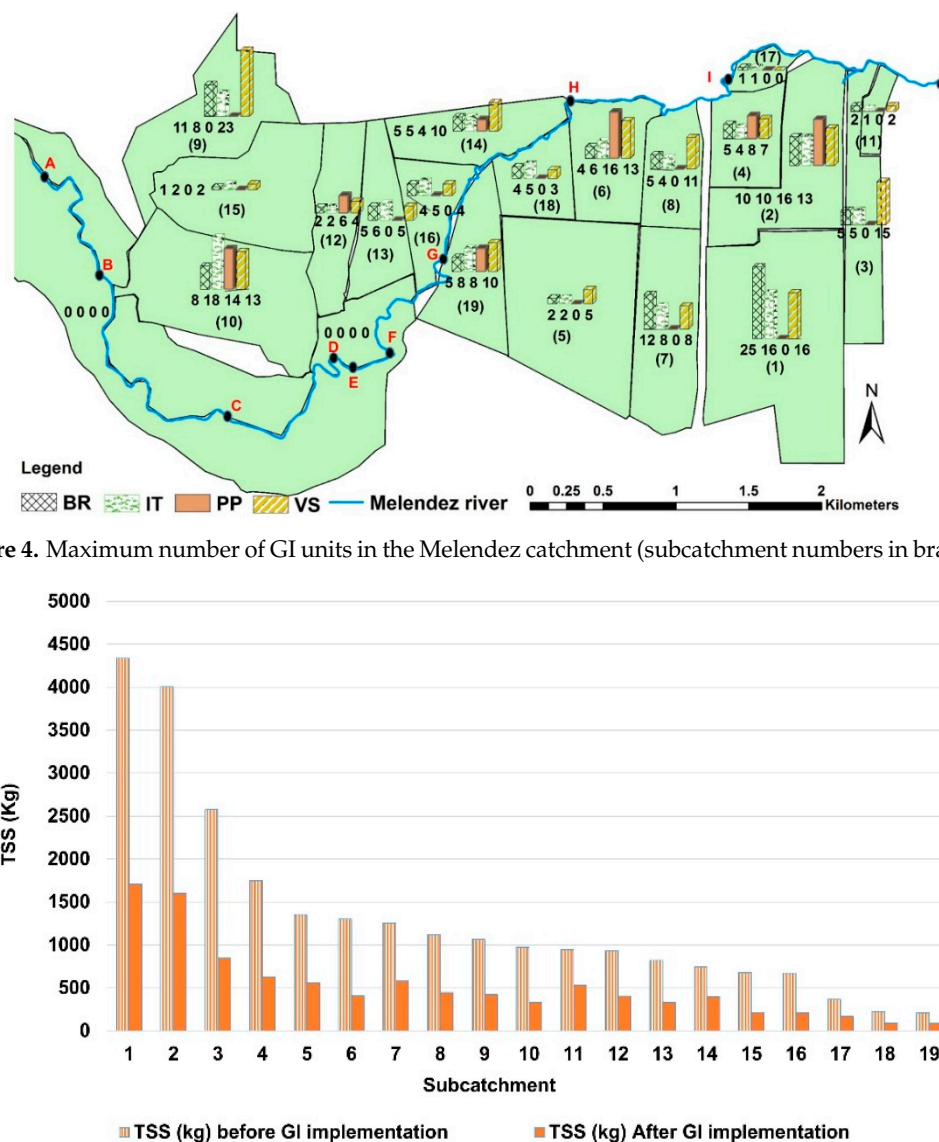 (17)
I
H
1 1 0 0
A
11 8 0 23
(9)
5 5 4 10
(14)
2 1 0 2
(11)
5 4 8 7
(4)
4 6 16 13
(6)
1 2 0 2
(15)
4 5 0 3
(18)
5 4 0 11
(8)
10 10 16 13
(2)
2 2 6 4
(12)
5 6 0 5
(13)
4 5 0 4
(16)
5 5 0 15
(3)
B
G
0 0 0 0
8 18 14 13
(10)
5 8 8 10
(19)
2 2 0 5
(5)
12 8 0 8
(7)
25 16 0 16
(1)
0 0 0 0
D
F
E
C
N
Legend
BR IT PP VS Melendez river
0 0.25 0.5 1 1.5 2
Kilometers
re 4. Maximum number of GI units in the Melendez catchment (subcatchment numbers in bra
5000
4500
4000
3500
3000
2500
2000
1500
1000
500
0
TSS (Kg)
1 2 3 4 5 6 7 8 9 10 11 12 13 14 15 16 17 18 19
Subcatchment
TSS (kg) before GI implementation TSS (kg) After GI implementation